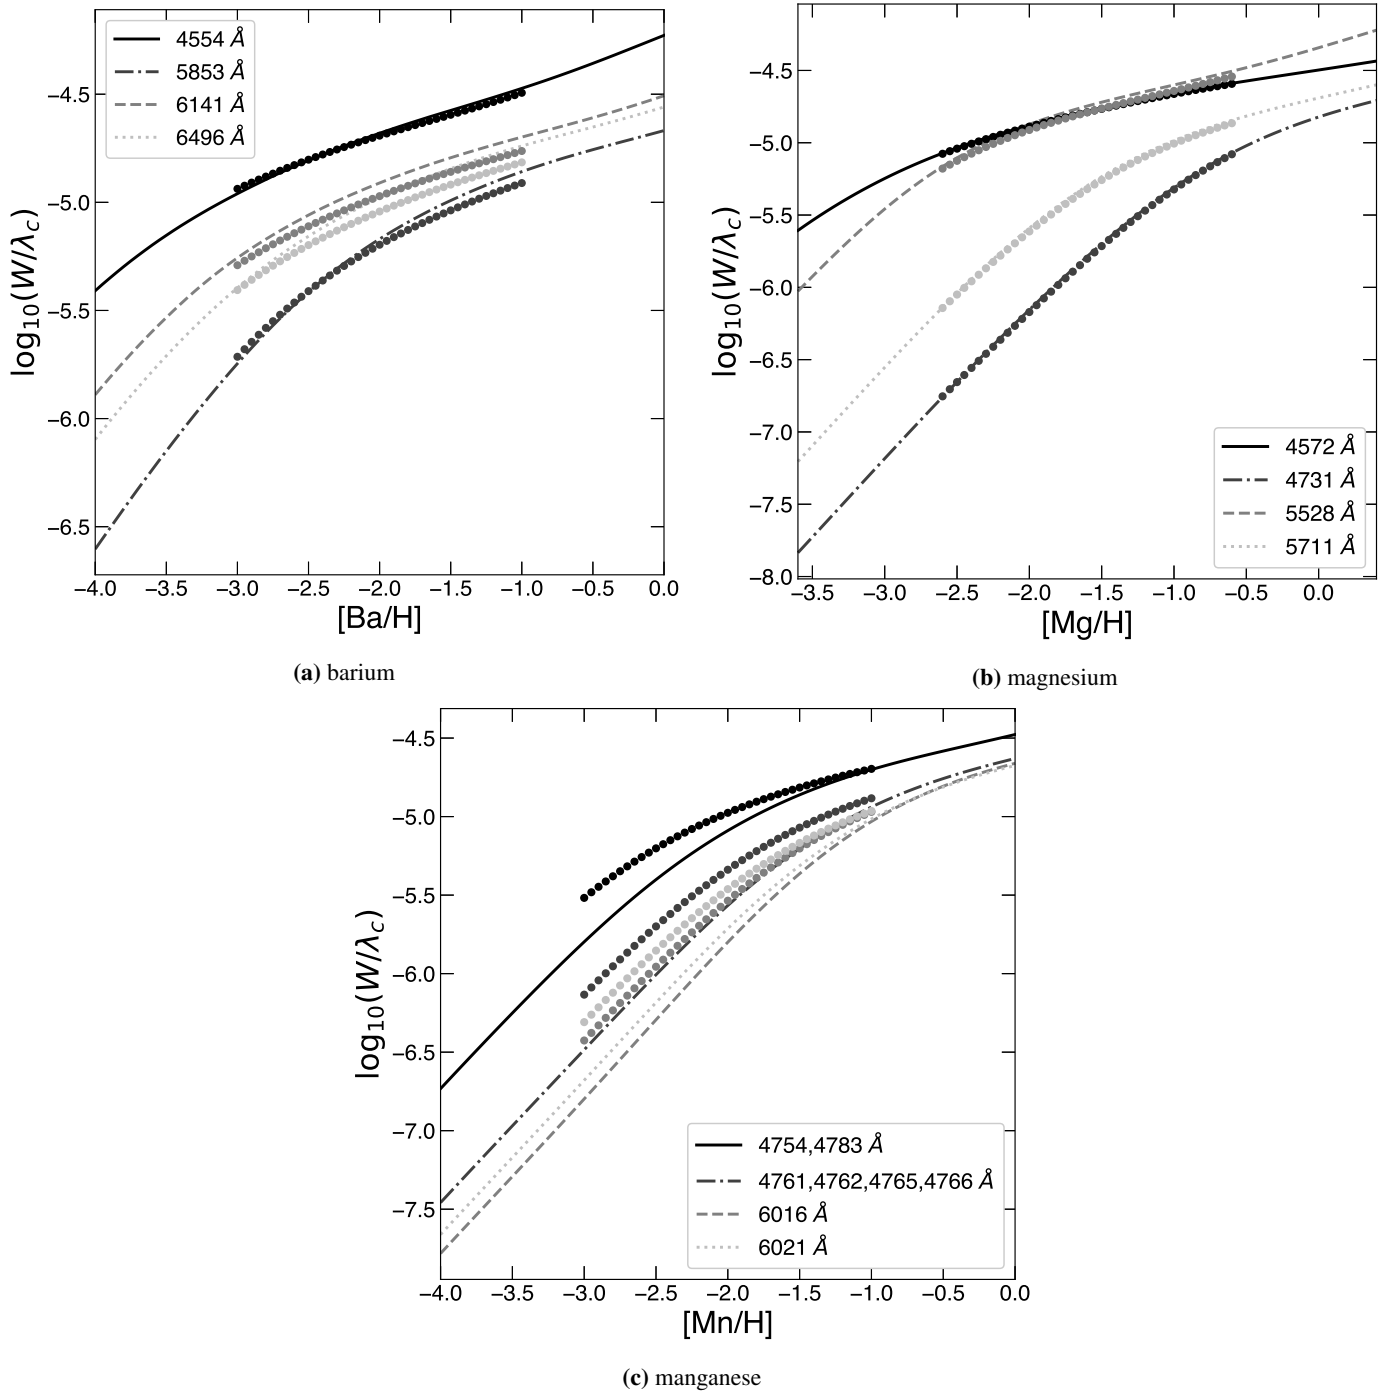 4554 Å
5853 Å
6141 Å
6496 Å
−4.5
−5.0
−5.5
−6.0
−6.5
log10(W/λc)
−4.0 −3.5 −3.0 −2.5 −2.0 −1.5 −1.0 −0.5 0.0
[Ba/H]
(a) barium
−4.5
−5.0
−5.5
−6.0
−6.5
−7.0
−7.5
−8.0
log10(W/λc)
4572 Å
4731 Å
5528 Å
5711 Å
−3.5 −3.0 −2.5 −2.0 −1.5 −1.0 −0.5 0.0
[Mg/H]
(b) magnesium
−4.5
−5.0
−5.5
−6.0
−6.5
−7.0
−7.5
log10(W/λc)
4754,4783 Å
4761,4762,4765,4766 Å
6016 Å
6021 Å
−4.0 −3.5 −3.0 −2.5 −2.0 −1.5 −1.0 −0.5 0.0
[Mn/H]
(c) manganese